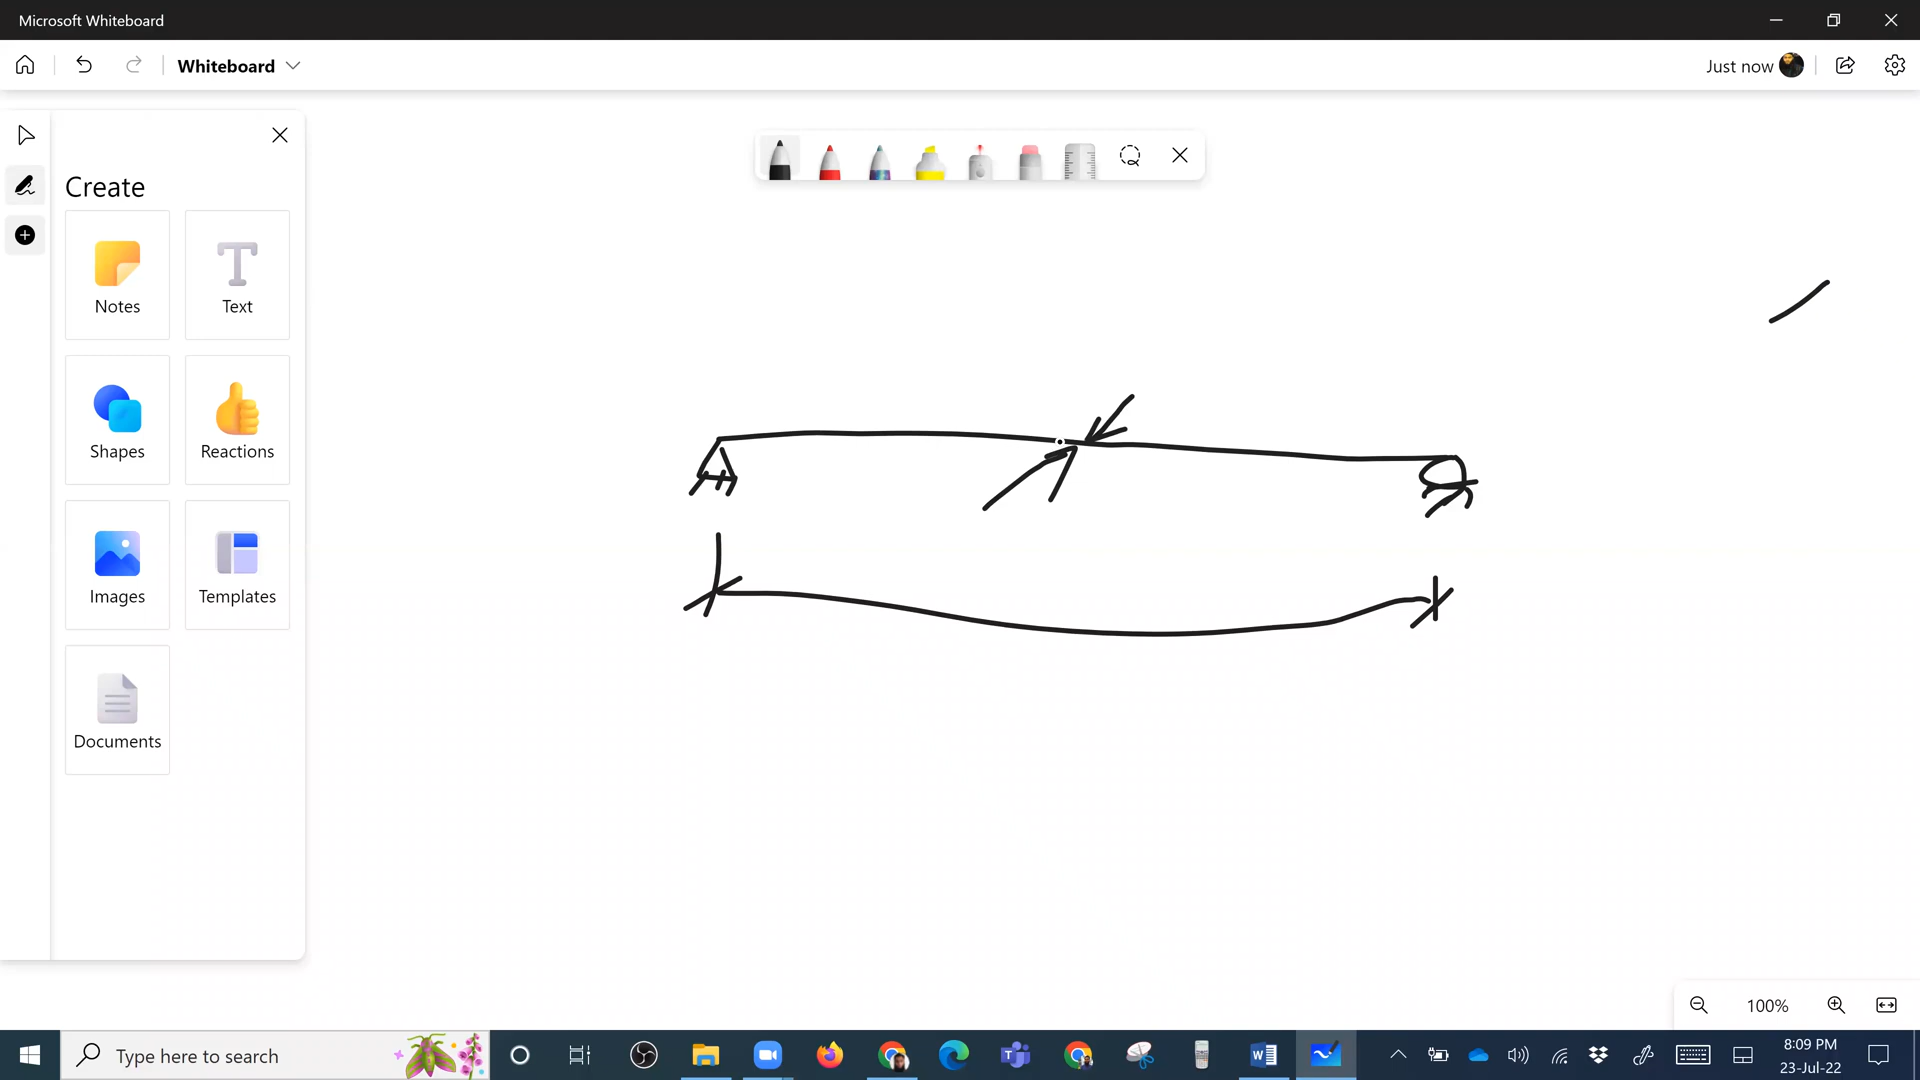 Microsoft Whiteboard
Whiteboard
Just now
Create
Notes
Text
Shapes
Reactions
Images
Templates
Documents
100%
Type here to search
8:09 PM
23-Jul-22